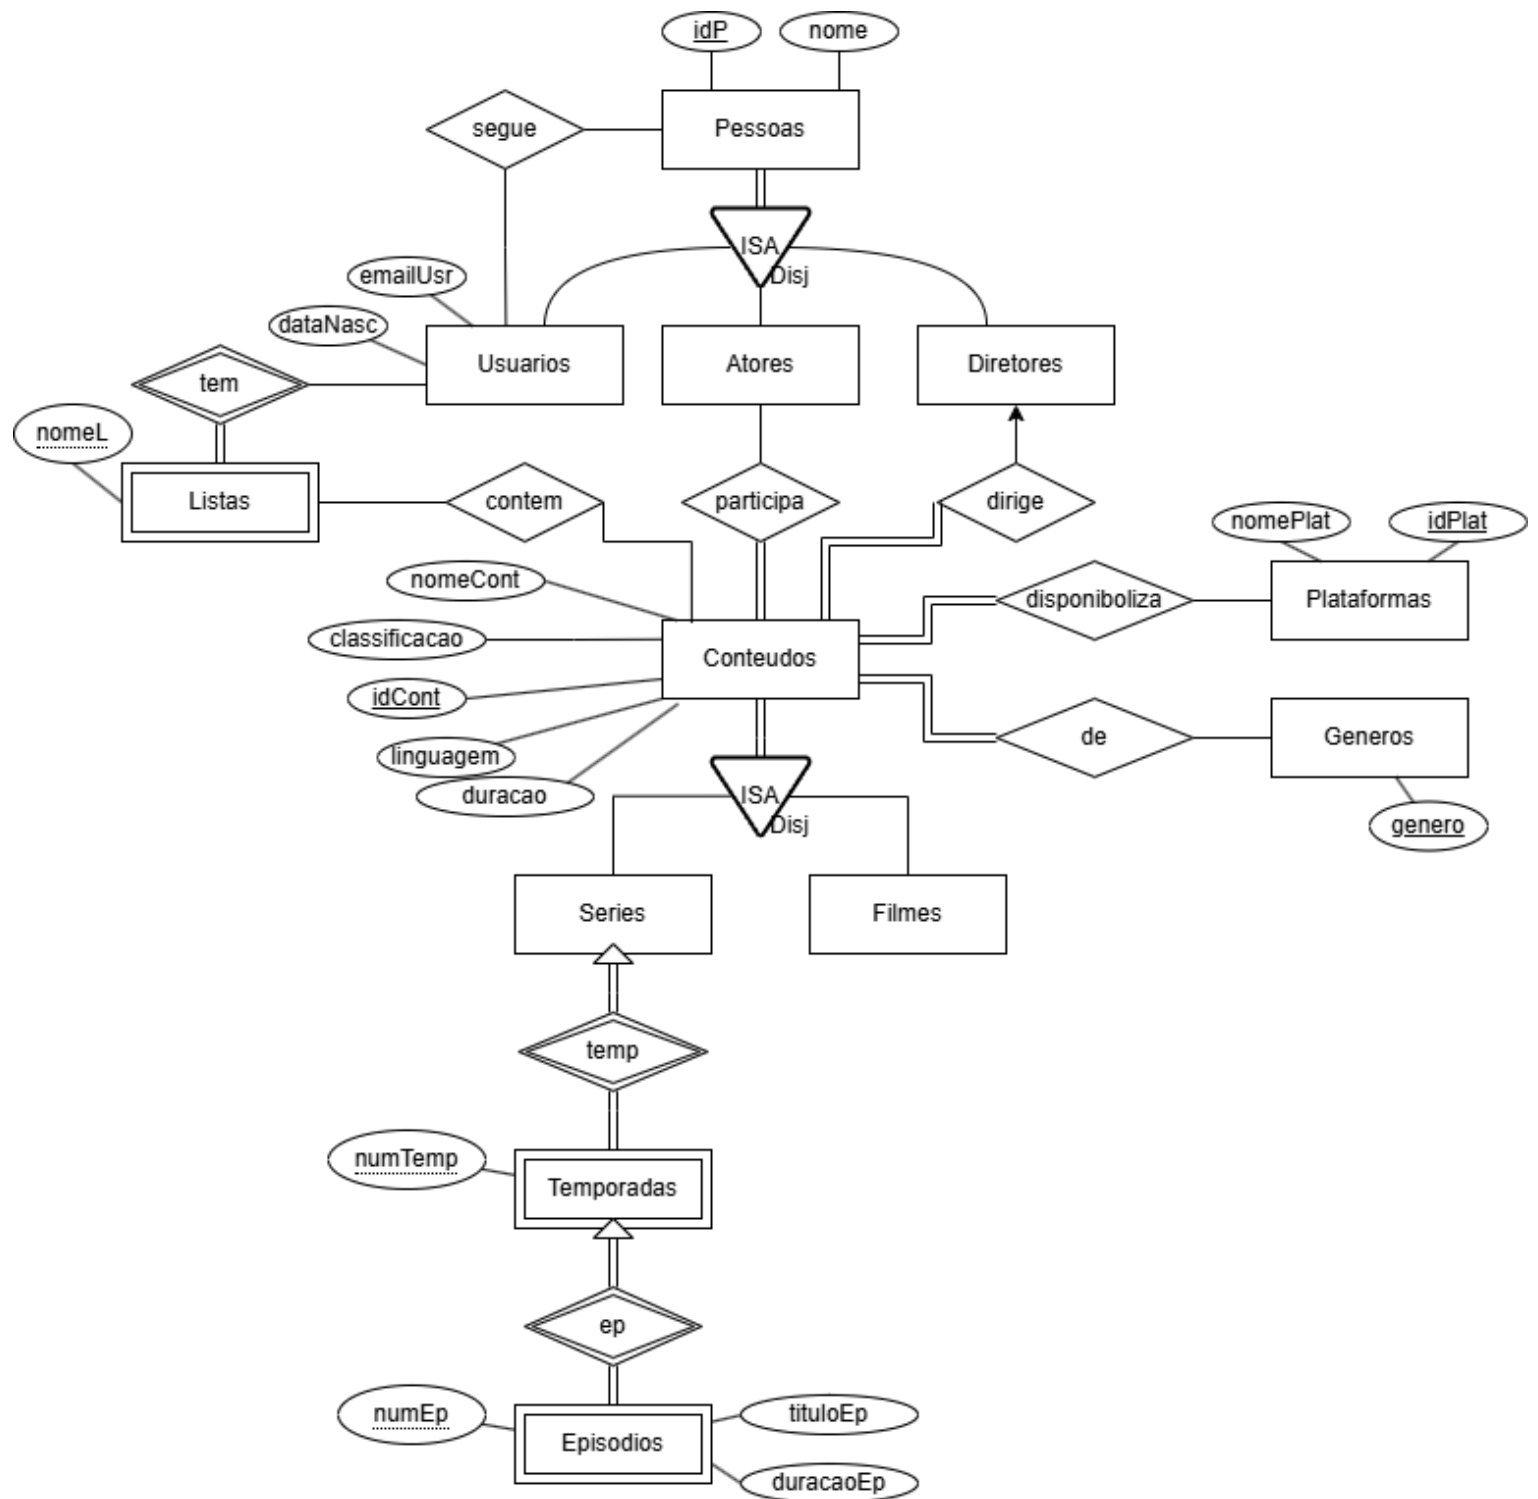 idP
nome
segue
Pessoas
ISA
Disj
emailUsr
dataNasc
Usuarios
Atores
Diretores
tem
nomeL
Listas
contem
participa
dirige
nomePlat
idPlat
nomeCont
disponiboliza
Plataformas
classificacao
Conteudos
idCont
linguagem
duracao
de
Generos
genero
ISA
Disj
Series
Filmes
temp
numTemp
Temporadas
ep
numEp
tituloEp
Episodios
duracaoEp